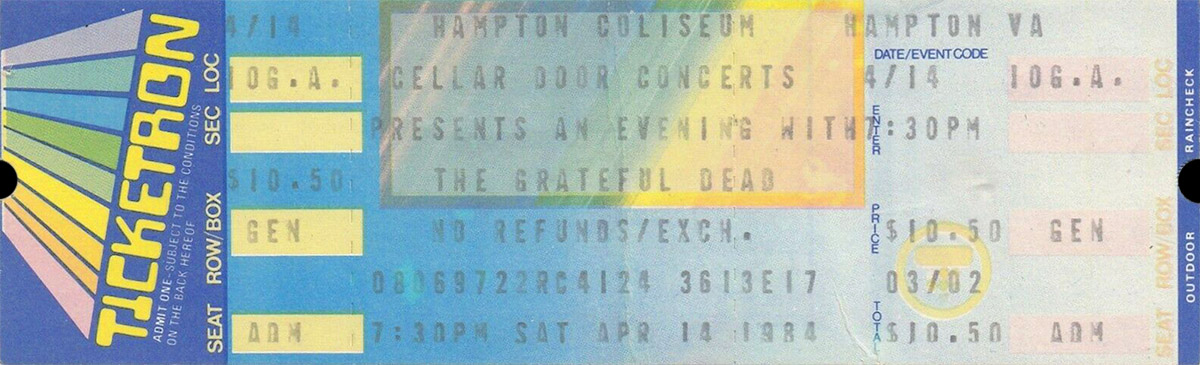 TICKETRON
ADMIT ONE-SUBJECT TO THE CONDITIONS
ON THE BACK HEREOF
SEAT ROW/BOX SEC LOC
4/14 HAMPTON COLISEUM HAMPTON VA
DATE/EVENT CODE
10G.A. CELLAR DOOR CONCERTS 4/14 10G.A.
PRESENTS AN EVENING WITH 7:30PM
ENTER
$10.50 THE GRATEFUL DEAD
PRICE
GEN NO REFUNDS/EXCH. $10.50 GEN
08069722RC4124 3613E17 03/02
TOTAL
ADM 7:30PM SAT APR 14 1984 $10.50 ADM
SEAT ROW/BOX SEC LOC
OUTDOOR RAINCHECK